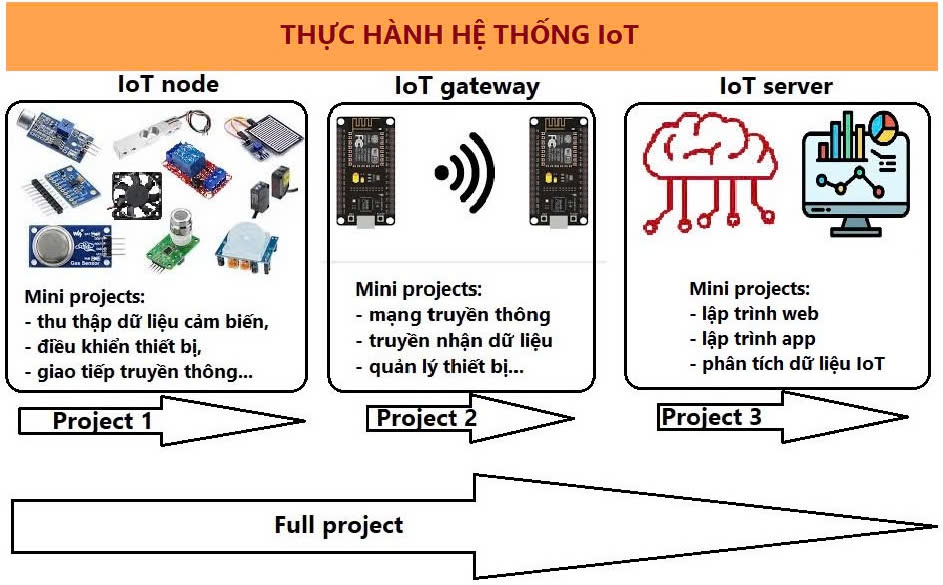 THỰC HÀNH HỆ THỐNG IoT
IoT node
IoT gateway
IoT server
Gas Sensor
Mini projects:
- thu thập dữ liệu cảm biến,
- điều khiển thiết bị,
- giao tiếp truyền thông...
Mini projects:
- mạng truyền thông
- truyền nhận dữ liệu
- quản lý thiết bị...
Mini projects:
- lập trình web
- lập trình app
- phân tích dữ liệu IoT
Project 1
Project 2
Project 3
Full project